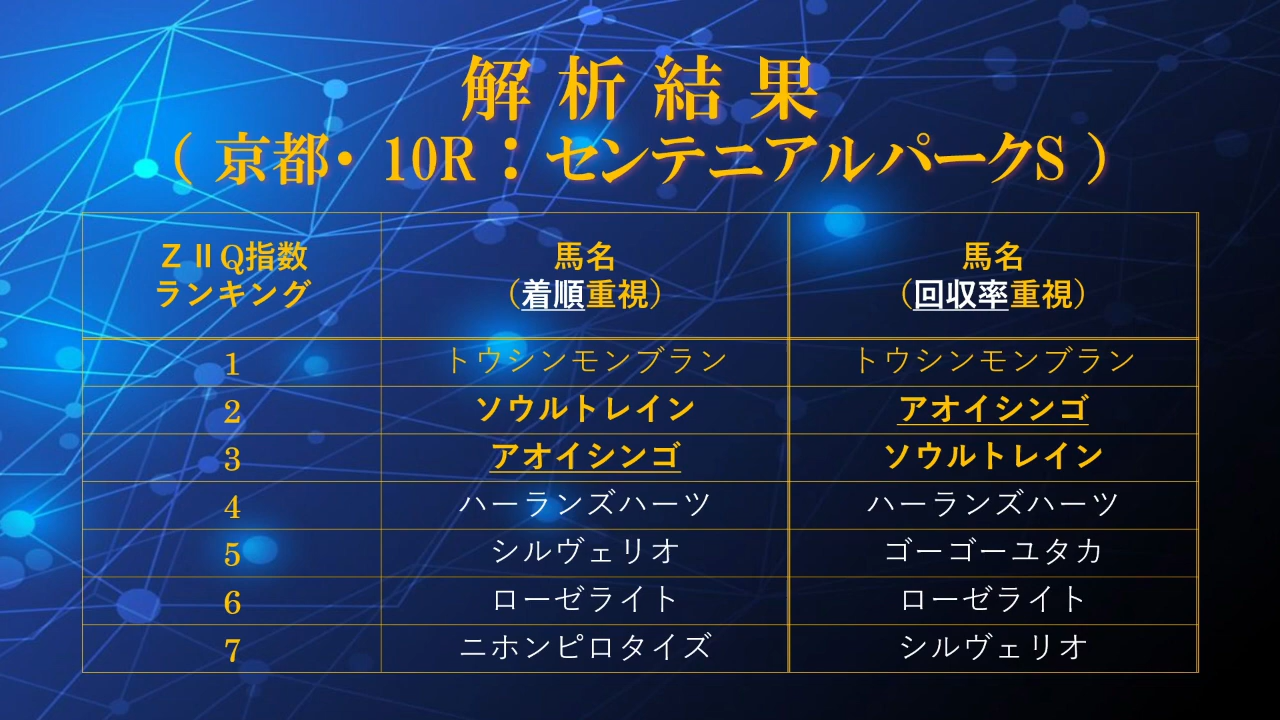 解析結果
（京都・10R：センテニアルパークS）
ＺⅡQ指数
ランキング
馬名
（着順重視）
馬名
（回収率重視）
1 トウシンモンブラン トウシンモンブラン
2 ソウルトレイン アオイシンゴ
3 アオイシンゴ ソウルトレイン
4 ハーランズハーツ ハーランズハーツ
5 シルヴェリオ ゴーゴーユタカ
6 ローゼライト ローゼライト
7 ニホンピロタイズ シルヴェリオ